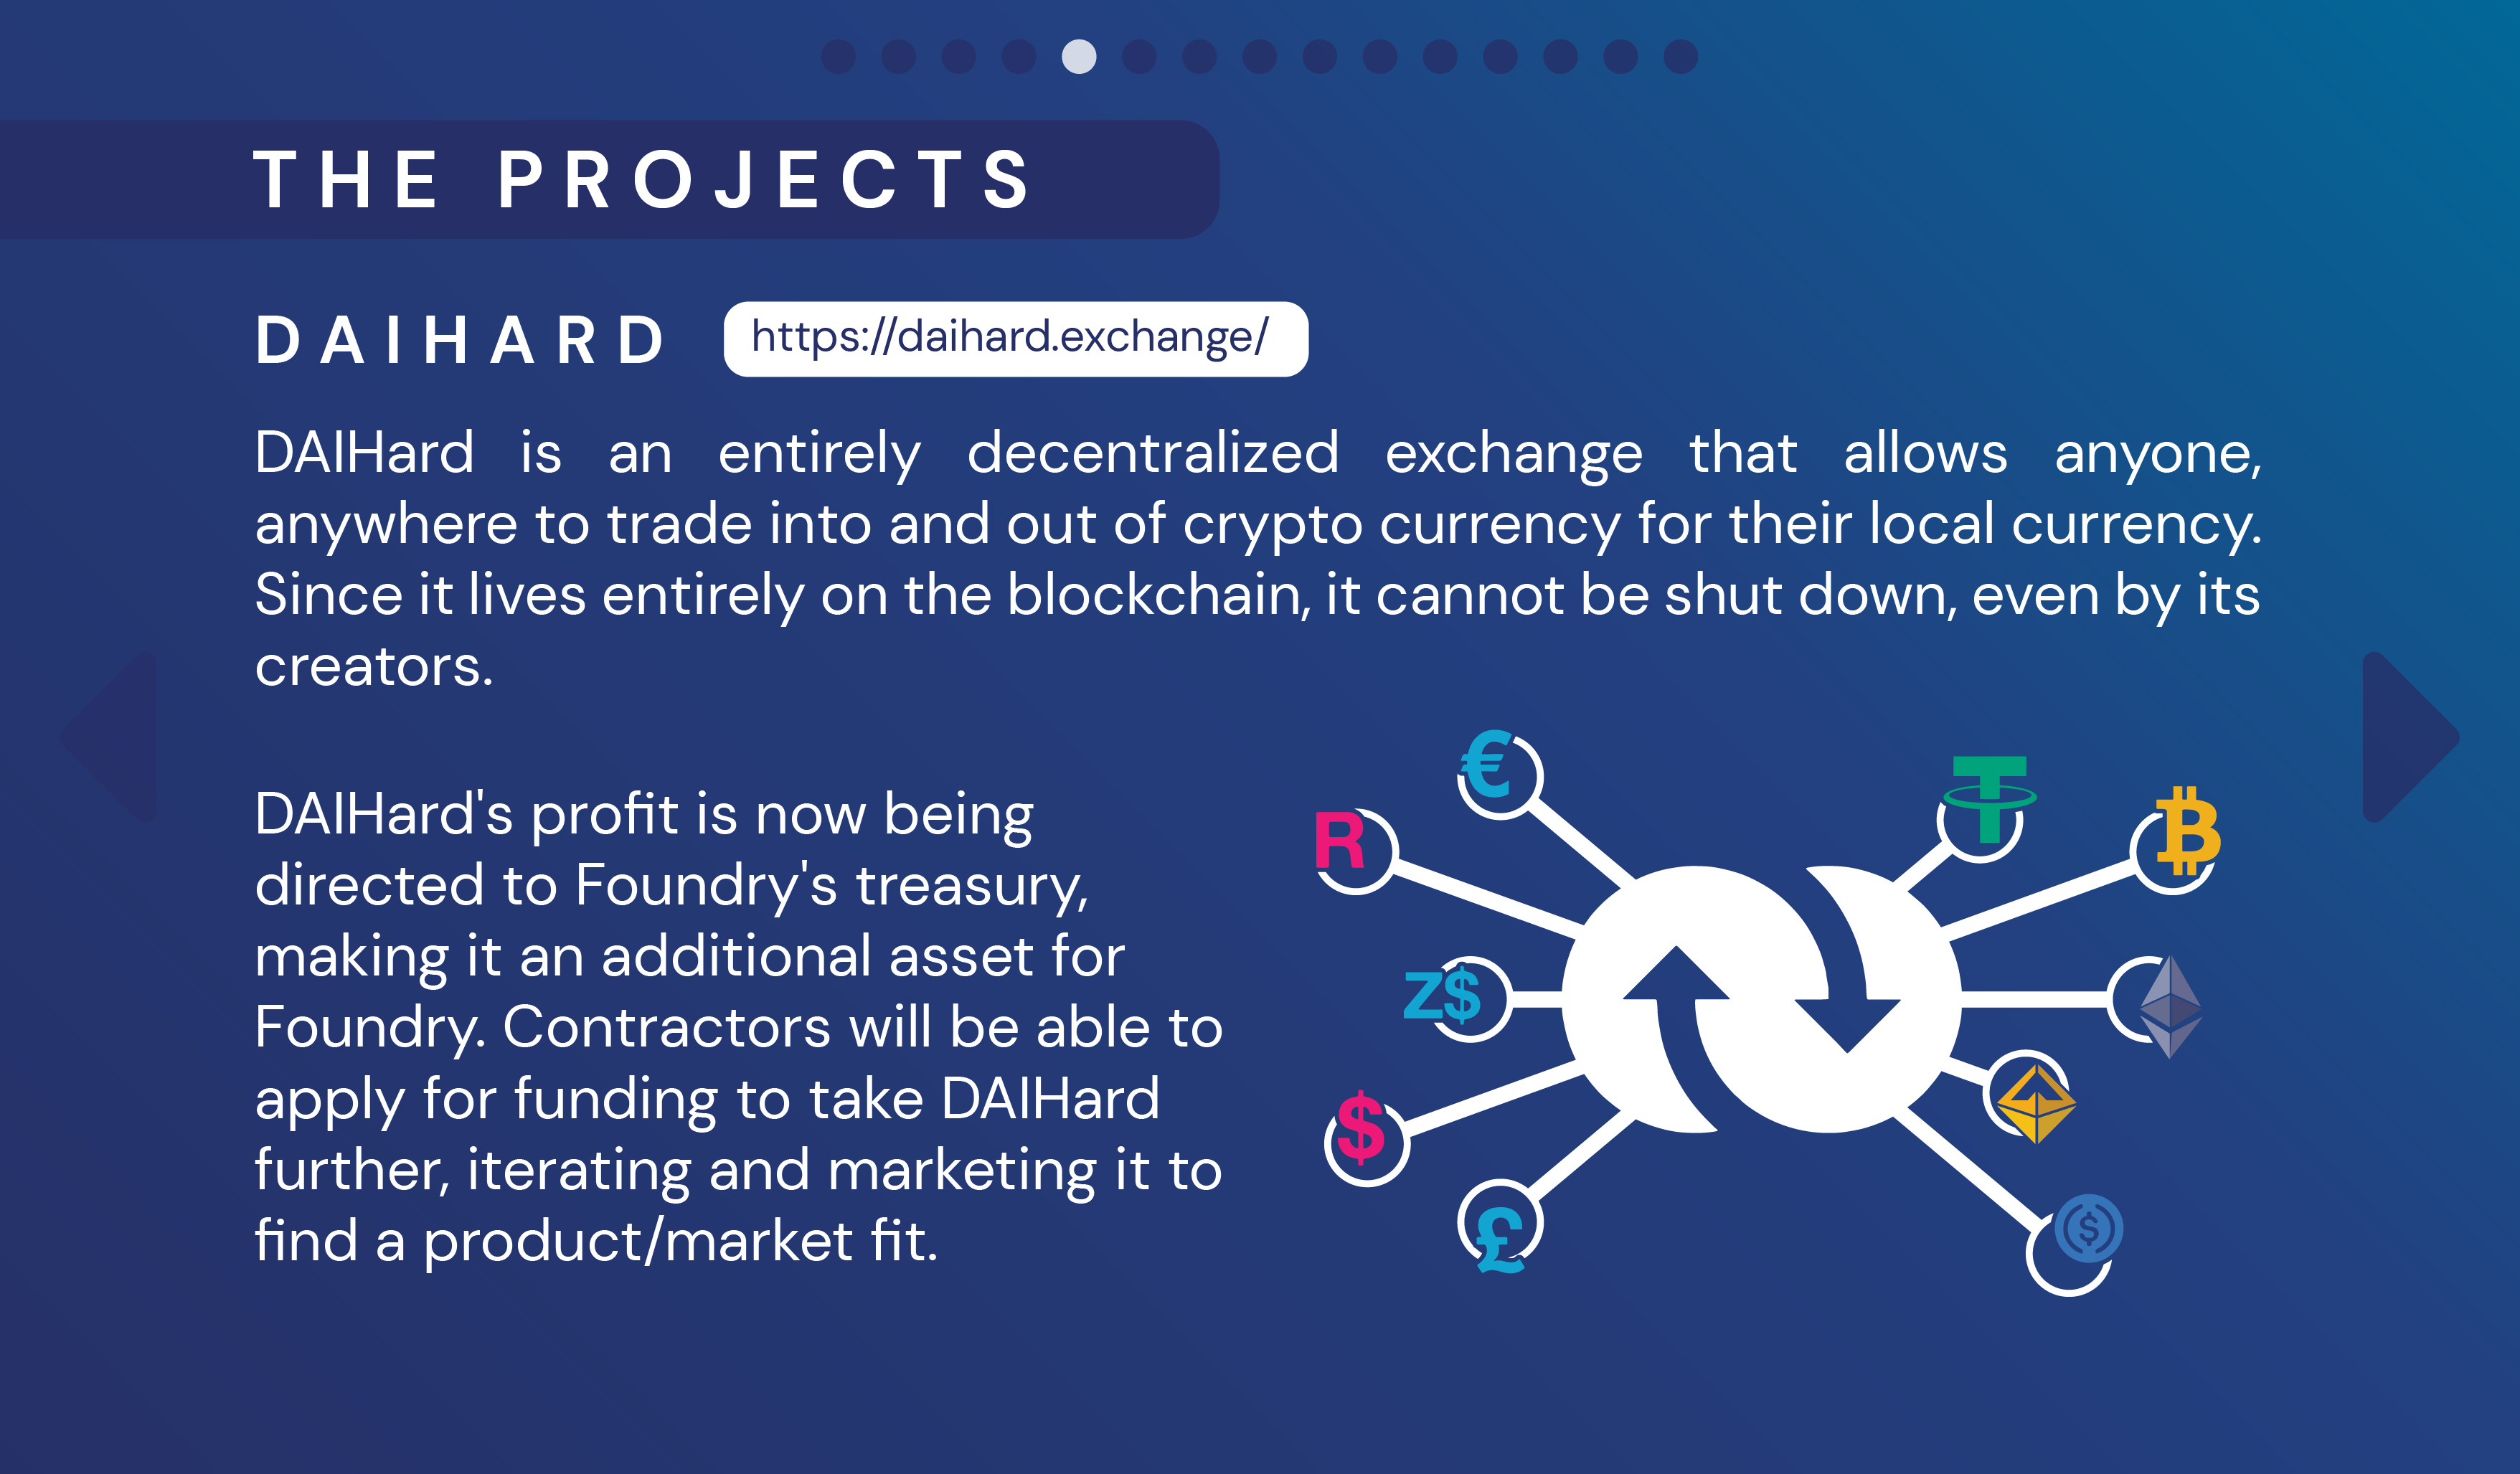 THE PROJECTS
DAIHARD
https://daihard.exchange/
DAIHard is an entirely decentralized exchange that allows anyone,
anywhere to trade into and out of crypto currency for their local currency.
Since it lives entirely on the blockchain, it cannot be shut down, even by its
creators.
DAIHard's profit is now being
directed to Foundry's treasury,
making it an additional asset for
Foundry. Contractors will be able to
apply for funding to take DAIHard
further, iterating and marketing it to
find a product/market fit.
€
R
Z$
$
£
₮
₿
$